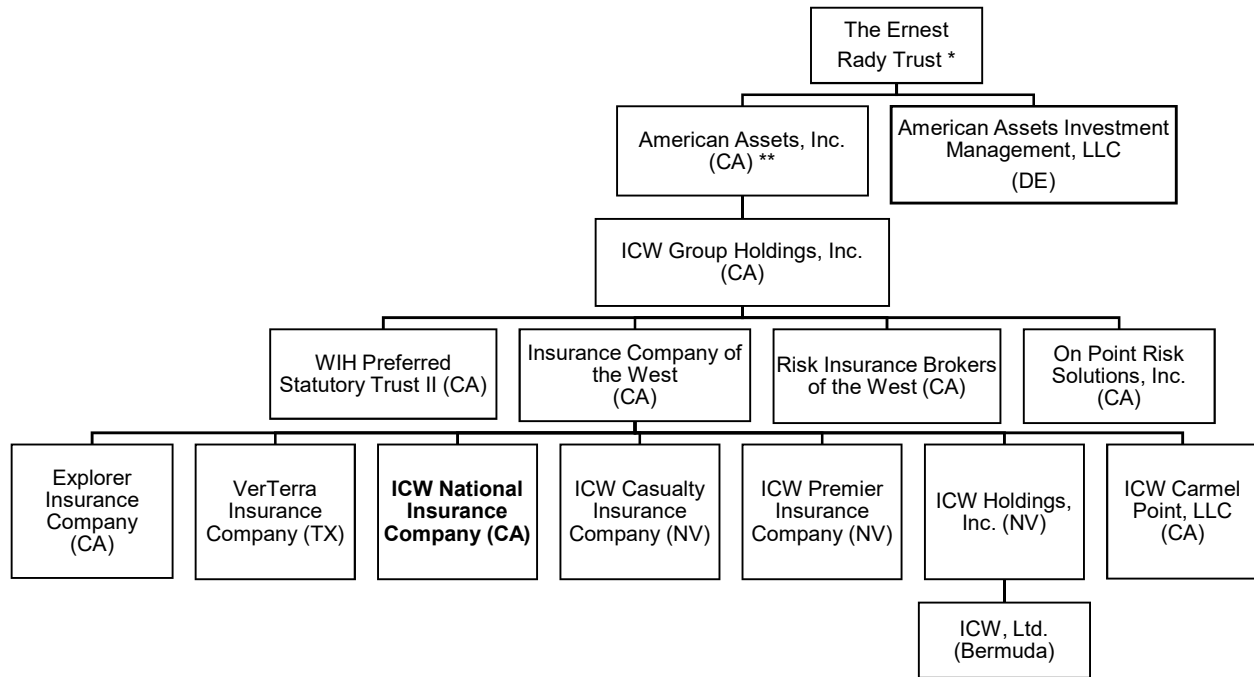 The Ernest
Rady Trust *
American Assets, Inc.
(CA) **
American Assets Investment
Management, LLC
(DE)
ICW Group Holdings, Inc.
(CA)
WIH Preferred
Statutory Trust II (CA)
Insurance Company of
the West
(CA)
Risk Insurance Brokers
of the West (CA)
On Point Risk
Solutions, Inc.
(CA)
Explorer
Insurance
Company
(CA)
VerTerra
Insurance
Company (TX)
ICW National
Insurance
Company (CA)
ICW Casualty
Insurance
Company (NV)
ICW Premier
Insurance
Company (NV)
ICW Holdings,
Inc. (NV)
ICW Carmel
Point, LLC
(CA)
ICW, Ltd.
(Bermuda)